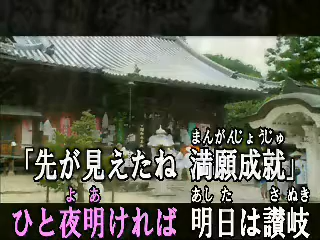 「先が見えたね 満願成就」
まんがんじょうじゅ
ひと夜明ければ 明日は讃岐
よあ あした さぬき